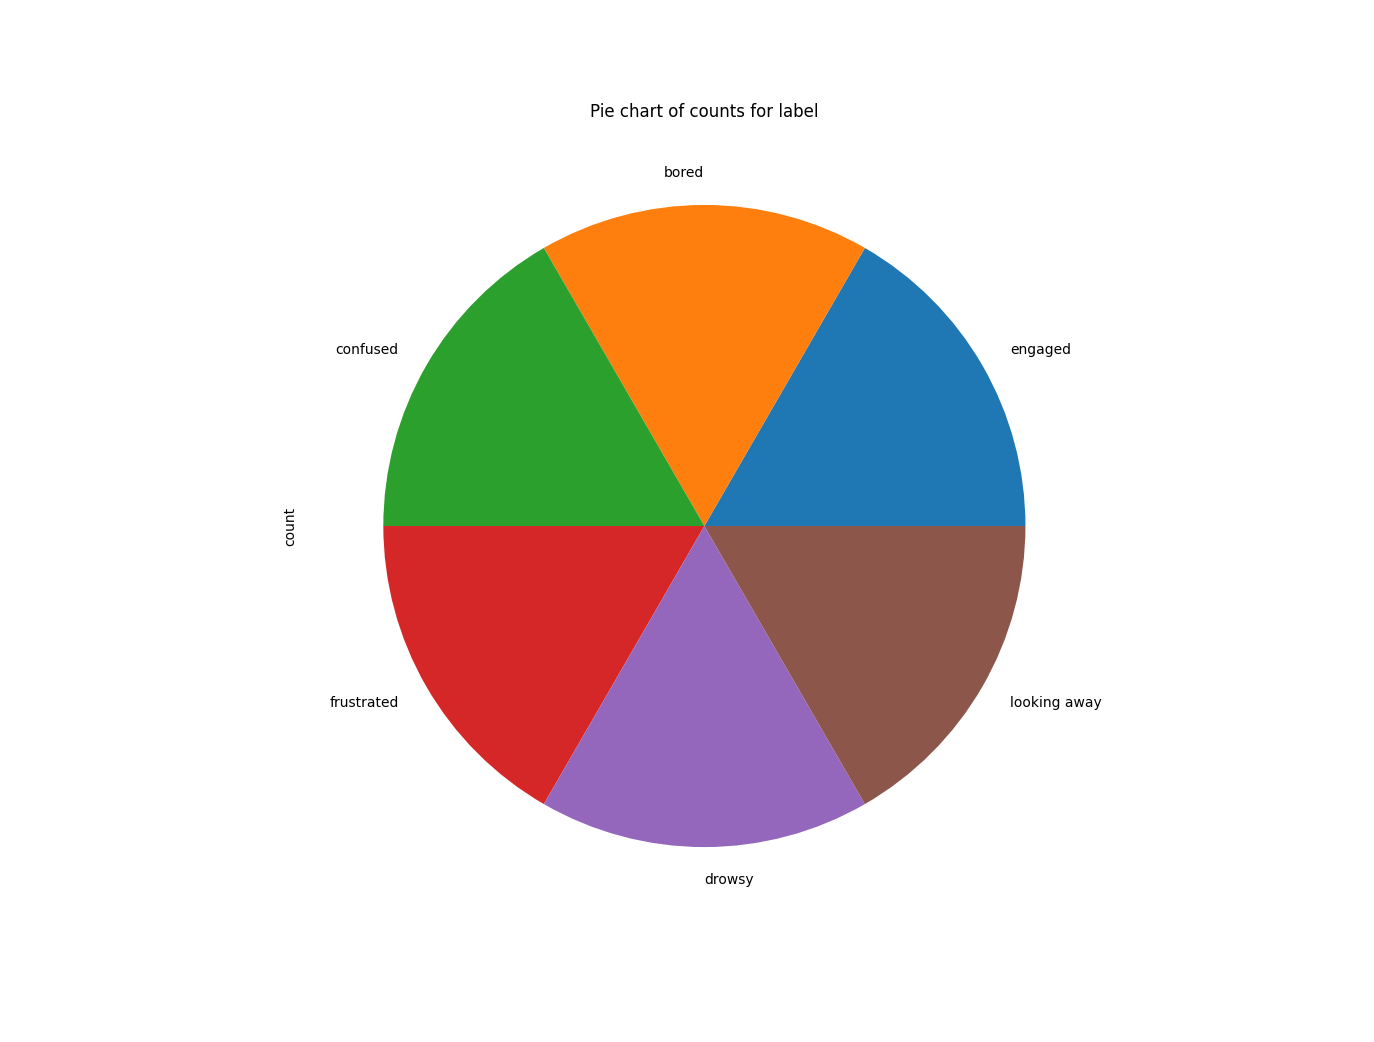 Pie chart of counts for label
bored
confused
engaged
count
frustrated
looking away
drowsy